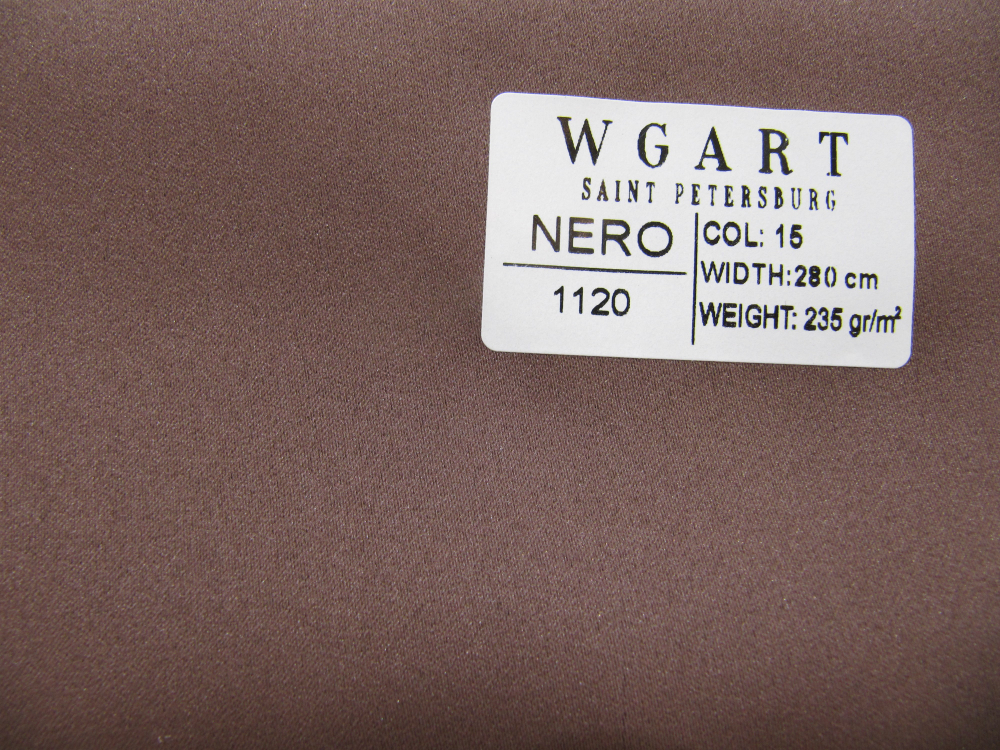 WGART
SAINT PETERSBURG
NERO
1120
COL: 15
WIDTH: 280 cm
WEIGHT: 235 gr/m²